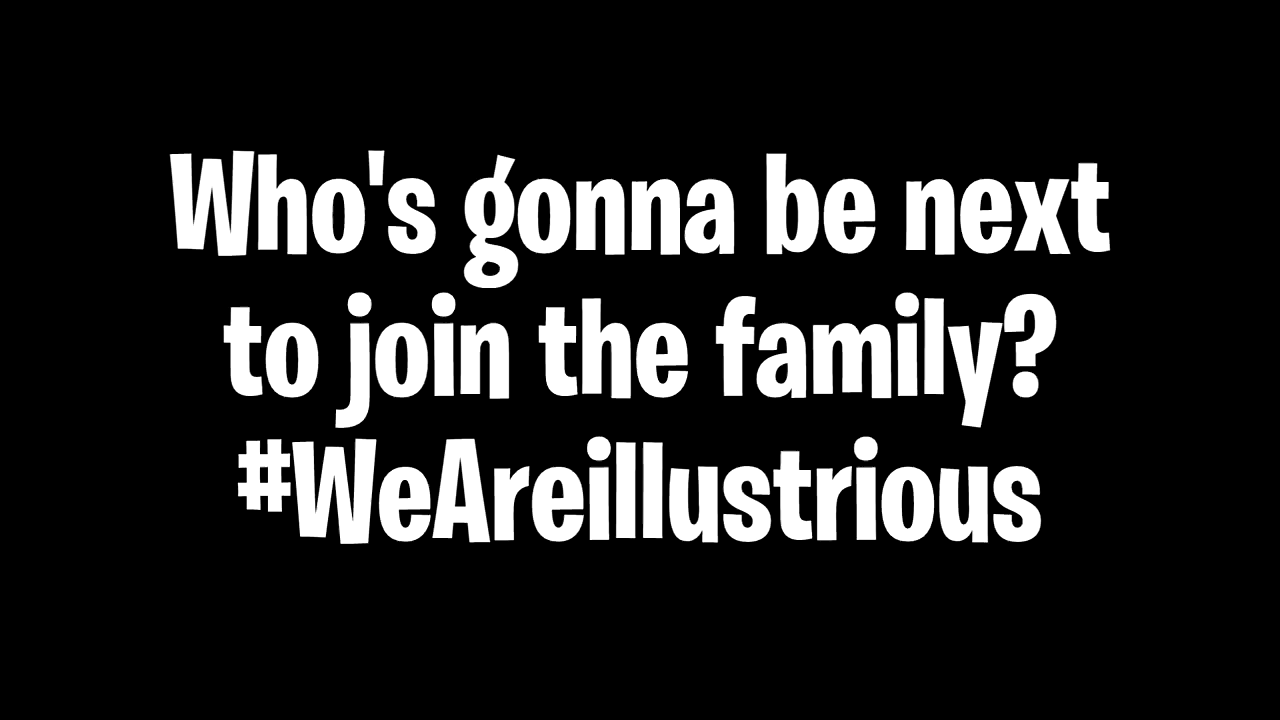 Who's gonna be next
to join the family?
#WeAreillustrious